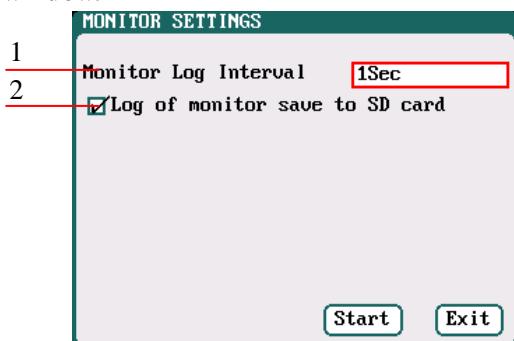 MONITOR SETTINGS
1
Monitor Log Interval 1Sec
2
Log of monitor save to SD card
Start Exit